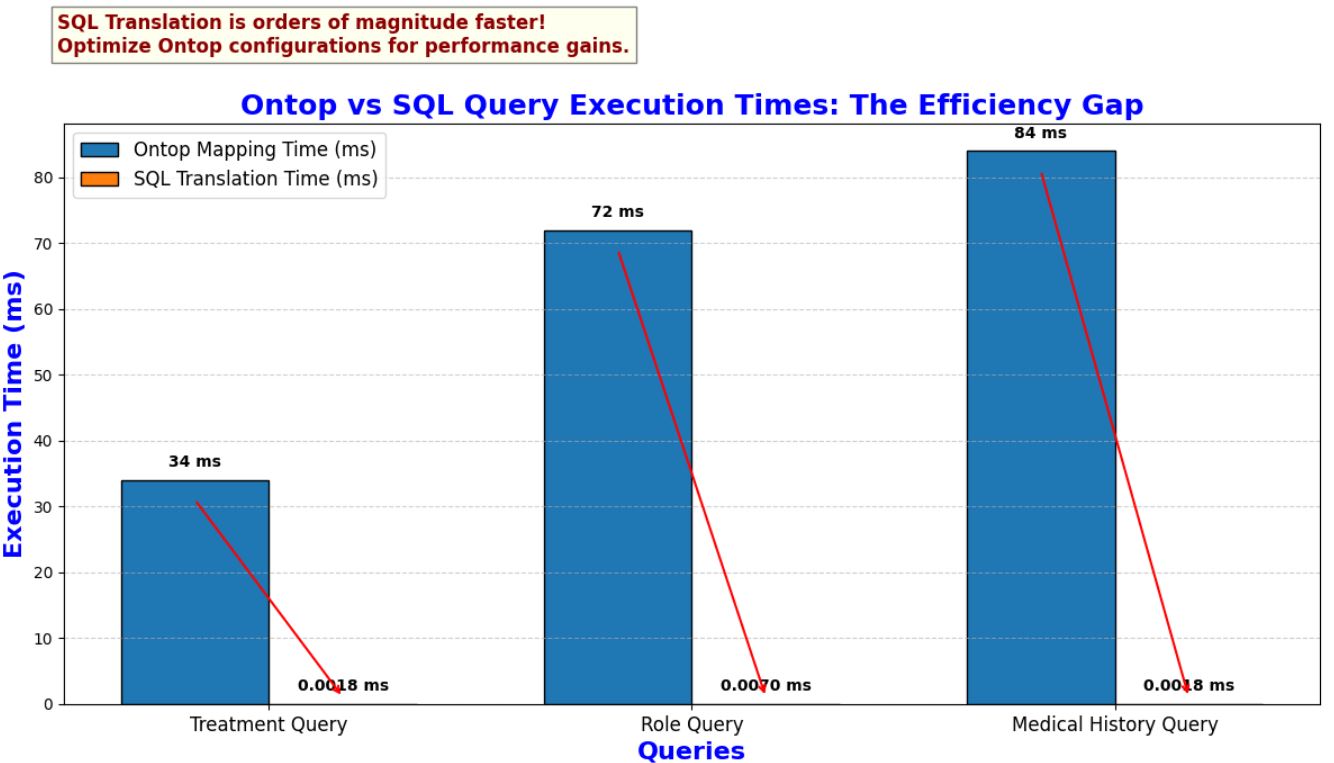 SQL Translation is orders of magnitude faster!
Optimize Ontop configurations for performance gains.
Ontop vs SQL Query Execution Times: The Efficiency Gap
Ontop Mapping Time (ms)
SQL Translation Time (ms)
Execution Time (ms)
80
70
60
50
40
30
20
10
0
34 ms
0.0018 ms
72 ms
0.0070 ms
84 ms
0.0018 ms
Treatment Query
Role Query
Medical History Query
Queries